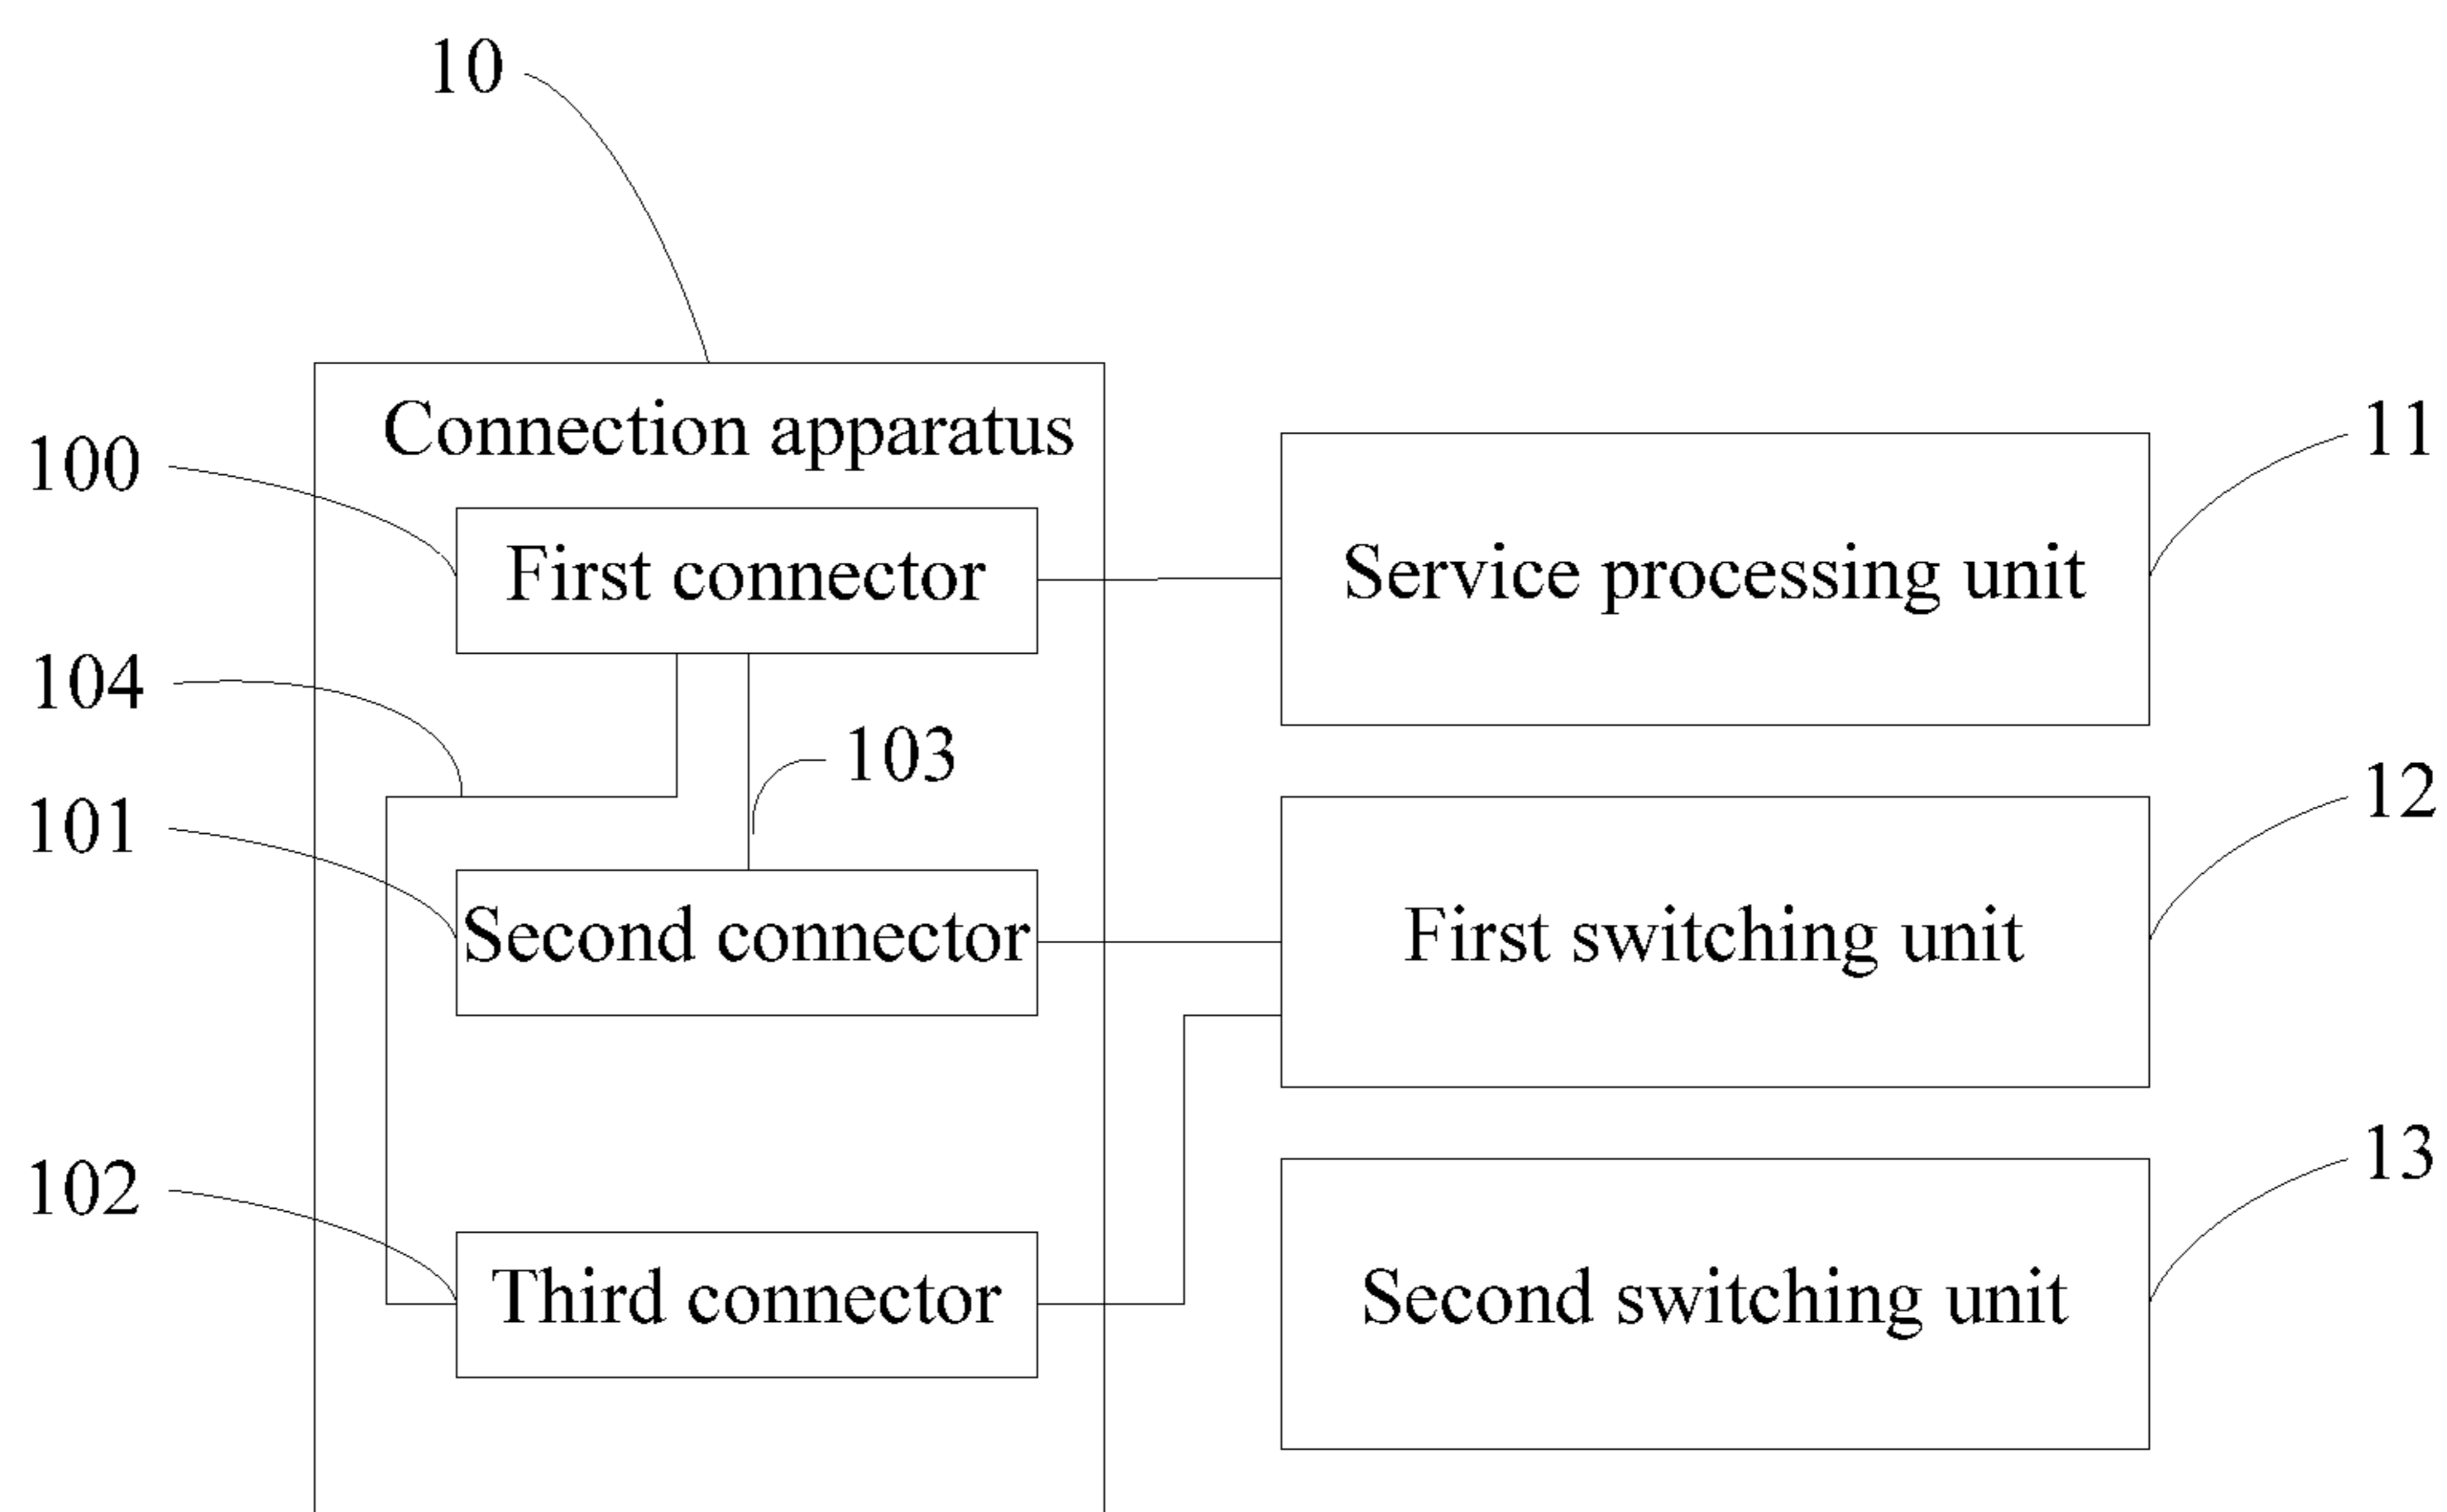 10
Connection apparatus
11
100
First connector
Service processing unit
104
103
12
101
Second connector
First switching unit
13
102
Third connector
Second switching unit